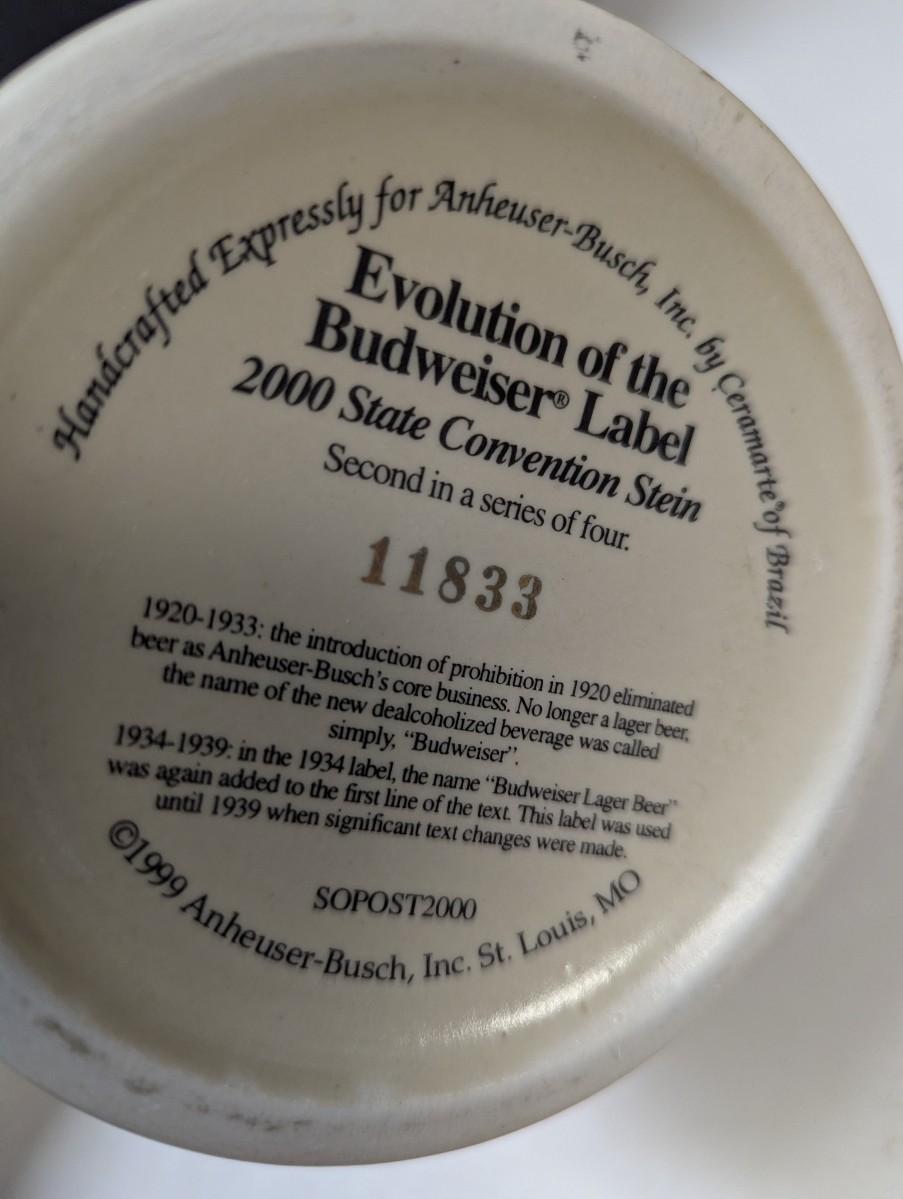 Handcrafted Expressly for Anheuser-Busch, Inc. by Ceramarte® of Brazil
Evolution of the
Budweiser® Label
2000 State Convention Stein
Second in a series of four.
11833
1920-1933: the introduction of prohibition in 1920 eliminated
beer as Anheuser-Busch's core business. No longer a lager beer,
the name of the new dealcoholized beverage was called
simply, “Budweiser”.
1934-1939: in the 1934 label, the name “Budweiser Lager Beer”
was again added to the first line of the text. This label was used
until 1939 when significant text changes were made.
SOPOST2000
©1999 Anheuser-Busch, Inc. St. Louis, MO